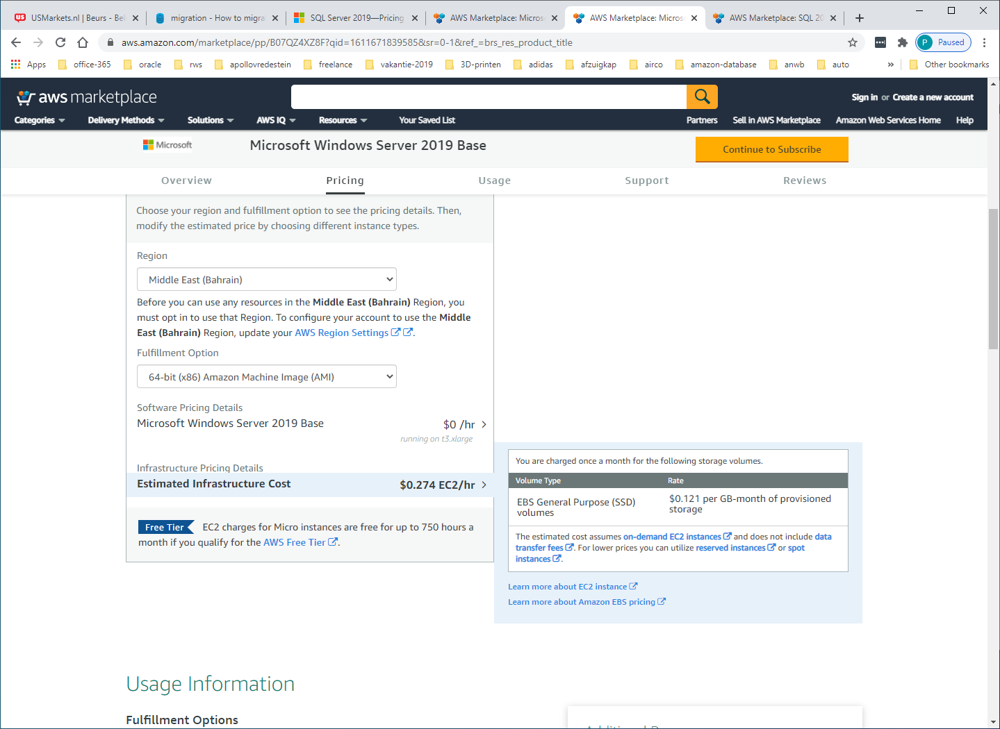 USMarkets.nl | Beurs - Bel
migration - How to migra
SQL Server 2019—Pricing
AWS Marketplace: Micros
AWS Marketplace: Micros
AWS Marketplace: SQL 20
aws.amazon.com/marketplace/pp/B07QZ4XZ8F?qid=1611671839585&sr=0-1&ref_=brs_res_product_title
P Paused
Apps office-365 oracle rws apollovredestein freelance vakantie-2019 3D-printen adidas afzuigkap airco amazon-database anwb auto » Other bookmarks
aws marketplace
Sign in or Create a new account
Categories Delivery Methods Solutions AWS IQ Resources Your Saved List Partners Sell in AWS Marketplace Amazon Web Services Home Help
Microsoft
Microsoft Windows Server 2019 Base
Continue to Subscribe
Overview Pricing Usage Support Reviews
Choose your region and fulfillment option to see the pricing details. Then,
modify the estimated price by choosing different instance types.
Region
Middle East (Bahrain)
Before you can use any resources in the Middle East (Bahrain) Region, you
must opt in to use that Region. To configure your account to use the Middle
East (Bahrain) Region, update your AWS Region Settings.
Fulfillment Option
64-bit (x86) Amazon Machine Image (AMI)
Software Pricing Details
Microsoft Windows Server 2019 Base $0 /hr >
running on t3.xlarge
Infrastructure Pricing Details
Estimated Infrastructure Cost $0.274 EC2/hr >
Free Tier EC2 charges for Micro instances are free for up to 750 hours a
month if you qualify for the AWS Free Tier.
You are charged once a month for the following storage volumes.
Volume Type Rate
EBS General Purpose (SSD)
volumes
$0.121 per GB-month of provisioned
storage
The estimated cost assumes on-demand EC2 instances and does not include data
transfer fees. For lower prices you can utilize reserved instances or spot
instances.
Learn more about EC2 instance
Learn more about Amazon EBS pricing
Usage Information
Fulfillment Options